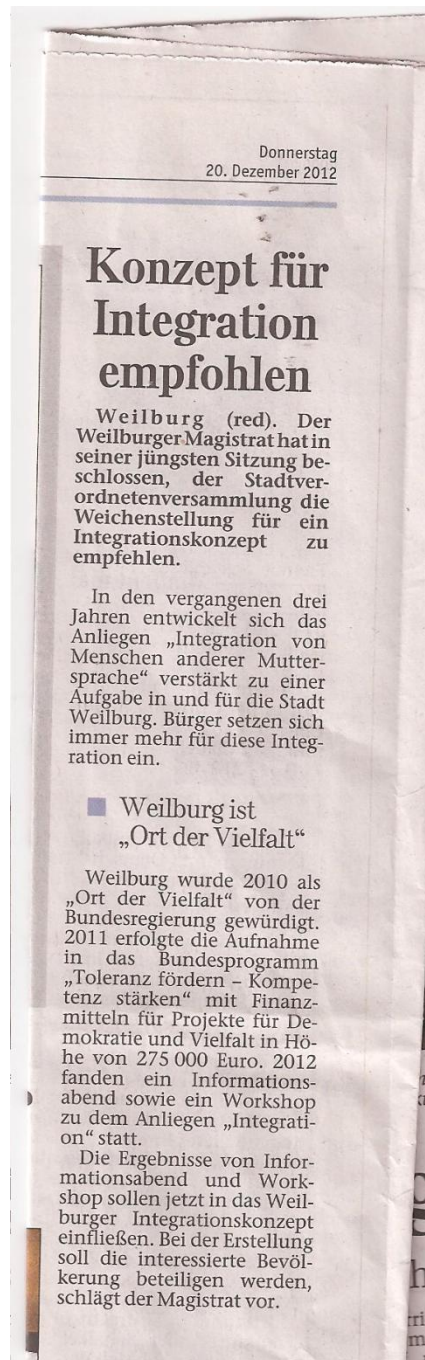 Donnerstag
20. Dezember 2012
Konzept für
Integration
empfohlen
Weilburg (red). Der
Weilburger Magistrat hat in
seiner jüngsten Sitzung be-
schlossen, der Stadtver-
ordnetenversammlung die
Weichenstellung für ein
Integrationskonzept zu
empfehlen.
In den vergangenen drei
Jahren entwickelt sich das
Anliegen „Integration von
Menschen anderer Mutter-
sprache“ verstärkt zu einer
Aufgabe in und für die Stadt
Weilburg. Bürger setzen sich
immer mehr für diese Integ-
ration ein.
Weilburg ist
„Ort der Vielfalt“
Weilburg wurde 2010 als
„Ort der Vielfalt“ von der
Bundesregierung gewürdigt.
2011 erfolgte die Aufnahme
in das Bundesprogramm
„Toleranz fördern – Kompe-
tenz stärken“ mit Finanz-
mitteln für Projekte für De-
mokratie und Vielfalt in Hö-
he von 275 000 Euro. 2012
fanden ein Informations-
abend sowie ein Workshop
zu dem Anliegen „Integrati-
on“ statt.
Die Ergebnisse von Infor-
mationsabend und Work-
shop sollen jetzt in das Weil-
burger Integrationskonzept
einfließen. Bei der Erstellung
soll die interessierte Bevöl-
kerung beteiligen werden,
schlägt der Magistrat vor.